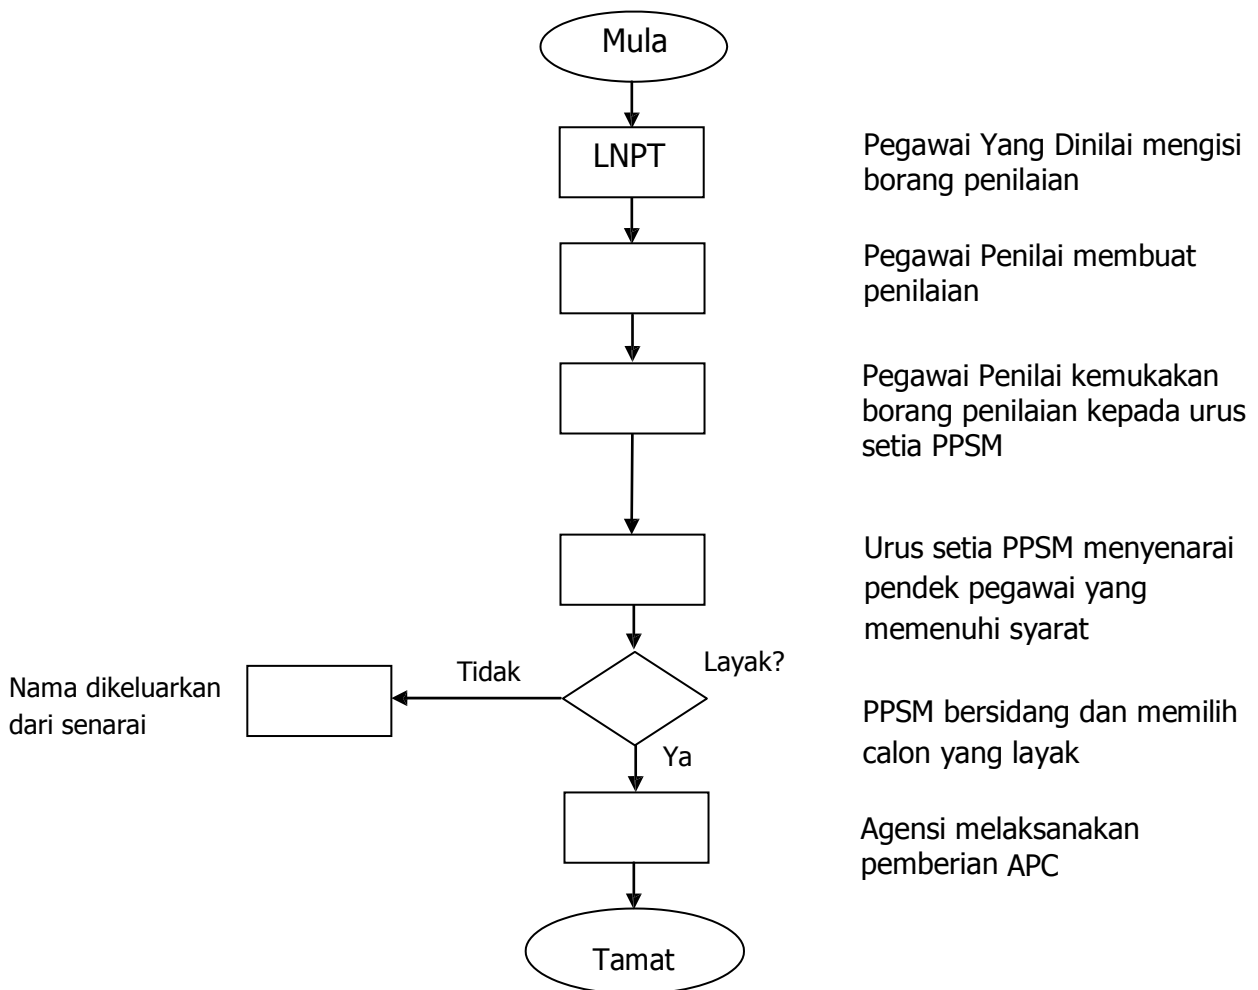 Mula
LNPT
Pegawai Yang Dinilai mengisi
borang penilaian
Pegawai Penilai membuat
penilaian
Pegawai Penilai kemukakan
borang penilaian kepada urus
setia PPSM
Urus setia PPSM menyenarai
pendek pegawai yang
memenuhi syarat
Layak?
Tidak
Nama dikeluarkan
dari senarai
PPSM bersidang dan memilih
calon yang layak
Ya
Agensi melaksanakan
pemberian APC
Tamat